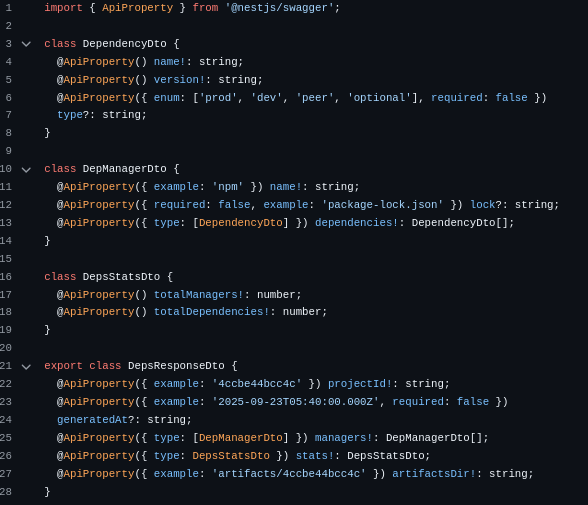 1 import { ApiProperty } from '@nestjs/swagger';
2
3 class DependencyDto {
4 @ApiProperty() name!: string;
5 @ApiProperty() version!: string;
6 @ApiProperty({ enum: ['prod', 'dev', 'peer', 'optional'], required: false })
7 type?: string;
8 }
9
10 class DepManagerDto {
11 @ApiProperty({ example: 'npm' }) name!: string;
12 @ApiProperty({ required: false, example: 'package-lock.json' }) lock?: string;
13 @ApiProperty({ type: [DependencyDto] }) dependencies!: DependencyDto[];
14 }
15
16 class DepsStatsDto {
17 @ApiProperty() totalManagers!: number;
18 @ApiProperty() totalDependencies!: number;
19 }
20
21 export class DepsResponseDto {
22 @ApiProperty({ example: '4ccbe44bcc4c' }) projectId!: string;
23 @ApiProperty({ example: '2025-09-23T05:40:00.000Z', required: false })
24 generatedAt?: string;
25 @ApiProperty({ type: [DepManagerDto] }) managers!: DepManagerDto[];
26 @ApiProperty({ type: DepsStatsDto }) stats!: DepsStatsDto;
27 @ApiProperty({ example: 'artifacts/4ccbe44bcc4c' }) artifactsDir!: string;
28 }